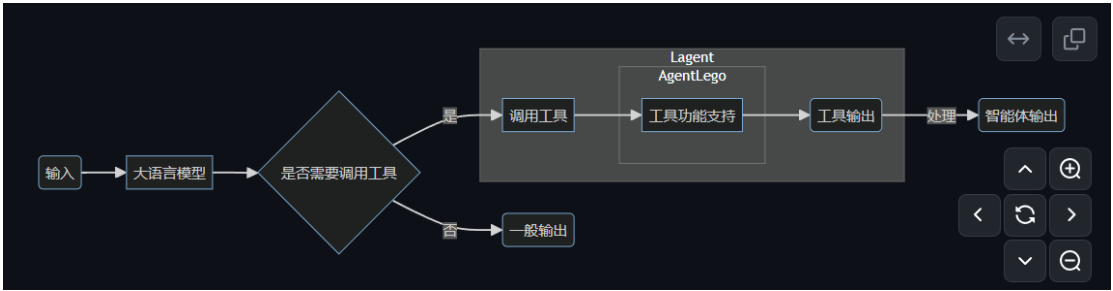 Lagent
AgentLego
是
调用工具
工具功能支持
工具输出
处理
智能体输出
输入
大语言模型
是否需要调用工具
否
一般输出